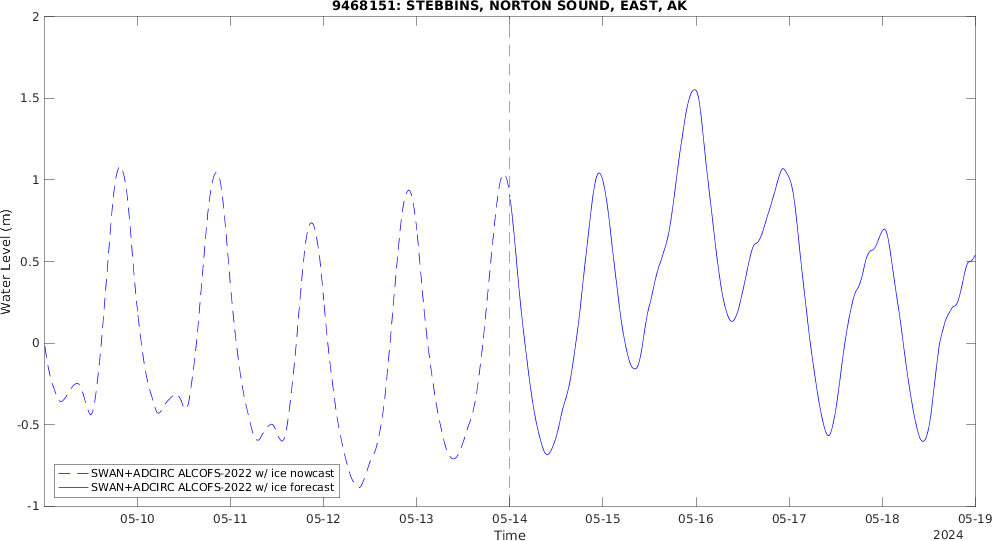 9468151: STEBBINS, NORTON SOUND, EAST, AK
2
1.5
1
0.5
0
-0.5
-1
Water Level (m)
SWAN+ADCIRC ALCOFS-2022 w/ ice nowcast
SWAN+ADCIRC ALCOFS-2022 w/ ice forecast
05-10 05-11 05-12 05-13 05-14 05-15 05-16 05-17 05-18 05-19
Time
2024